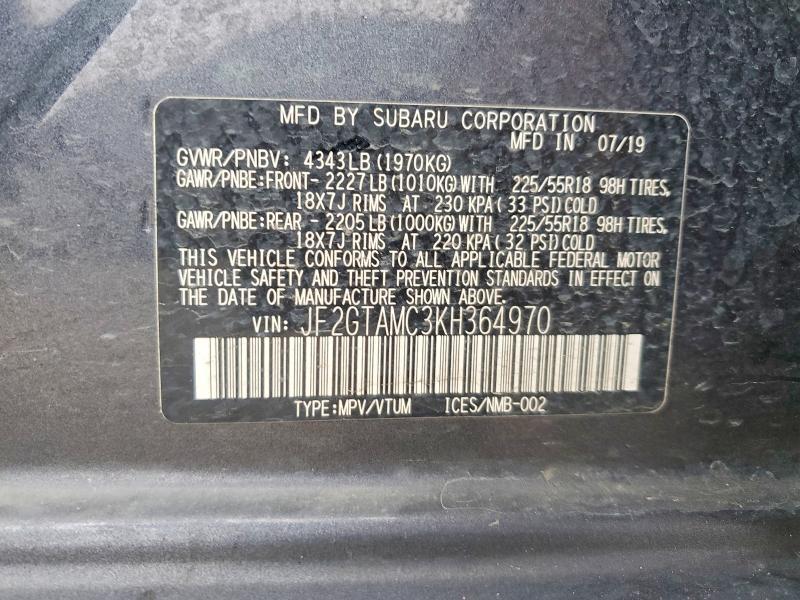 MFD BY SUBARU CORPORATION
MFD IN 07/19
GVWR/PNBV: 4343LB(1970KG)
GAWR/PNBE:FRONT-2227LB(1010KG)WITH 225/55R18 98H TIRES,
18X7J RIMS AT 230 KPA(33 PSI)COLD
GAWR/PNBE:REAR -2205LB(1000KG)WITH 225/55R18 98H TIRES,
18X7J RIMS AT 220 KPA(32 PSI)COLD
THIS VEHICLE CONFORMS TO ALL APPLICABLE FEDERAL MOTOR
VEHICLE SAFETY AND THEFT PREVENTION STANDARDS IN EFFECT ON
THE DATE OF MANUFACTURE SHOWN ABOVE.
VIN: JF2GTAMC3KH364970
TYPE:MPV/VTUM ICES/NMB-002